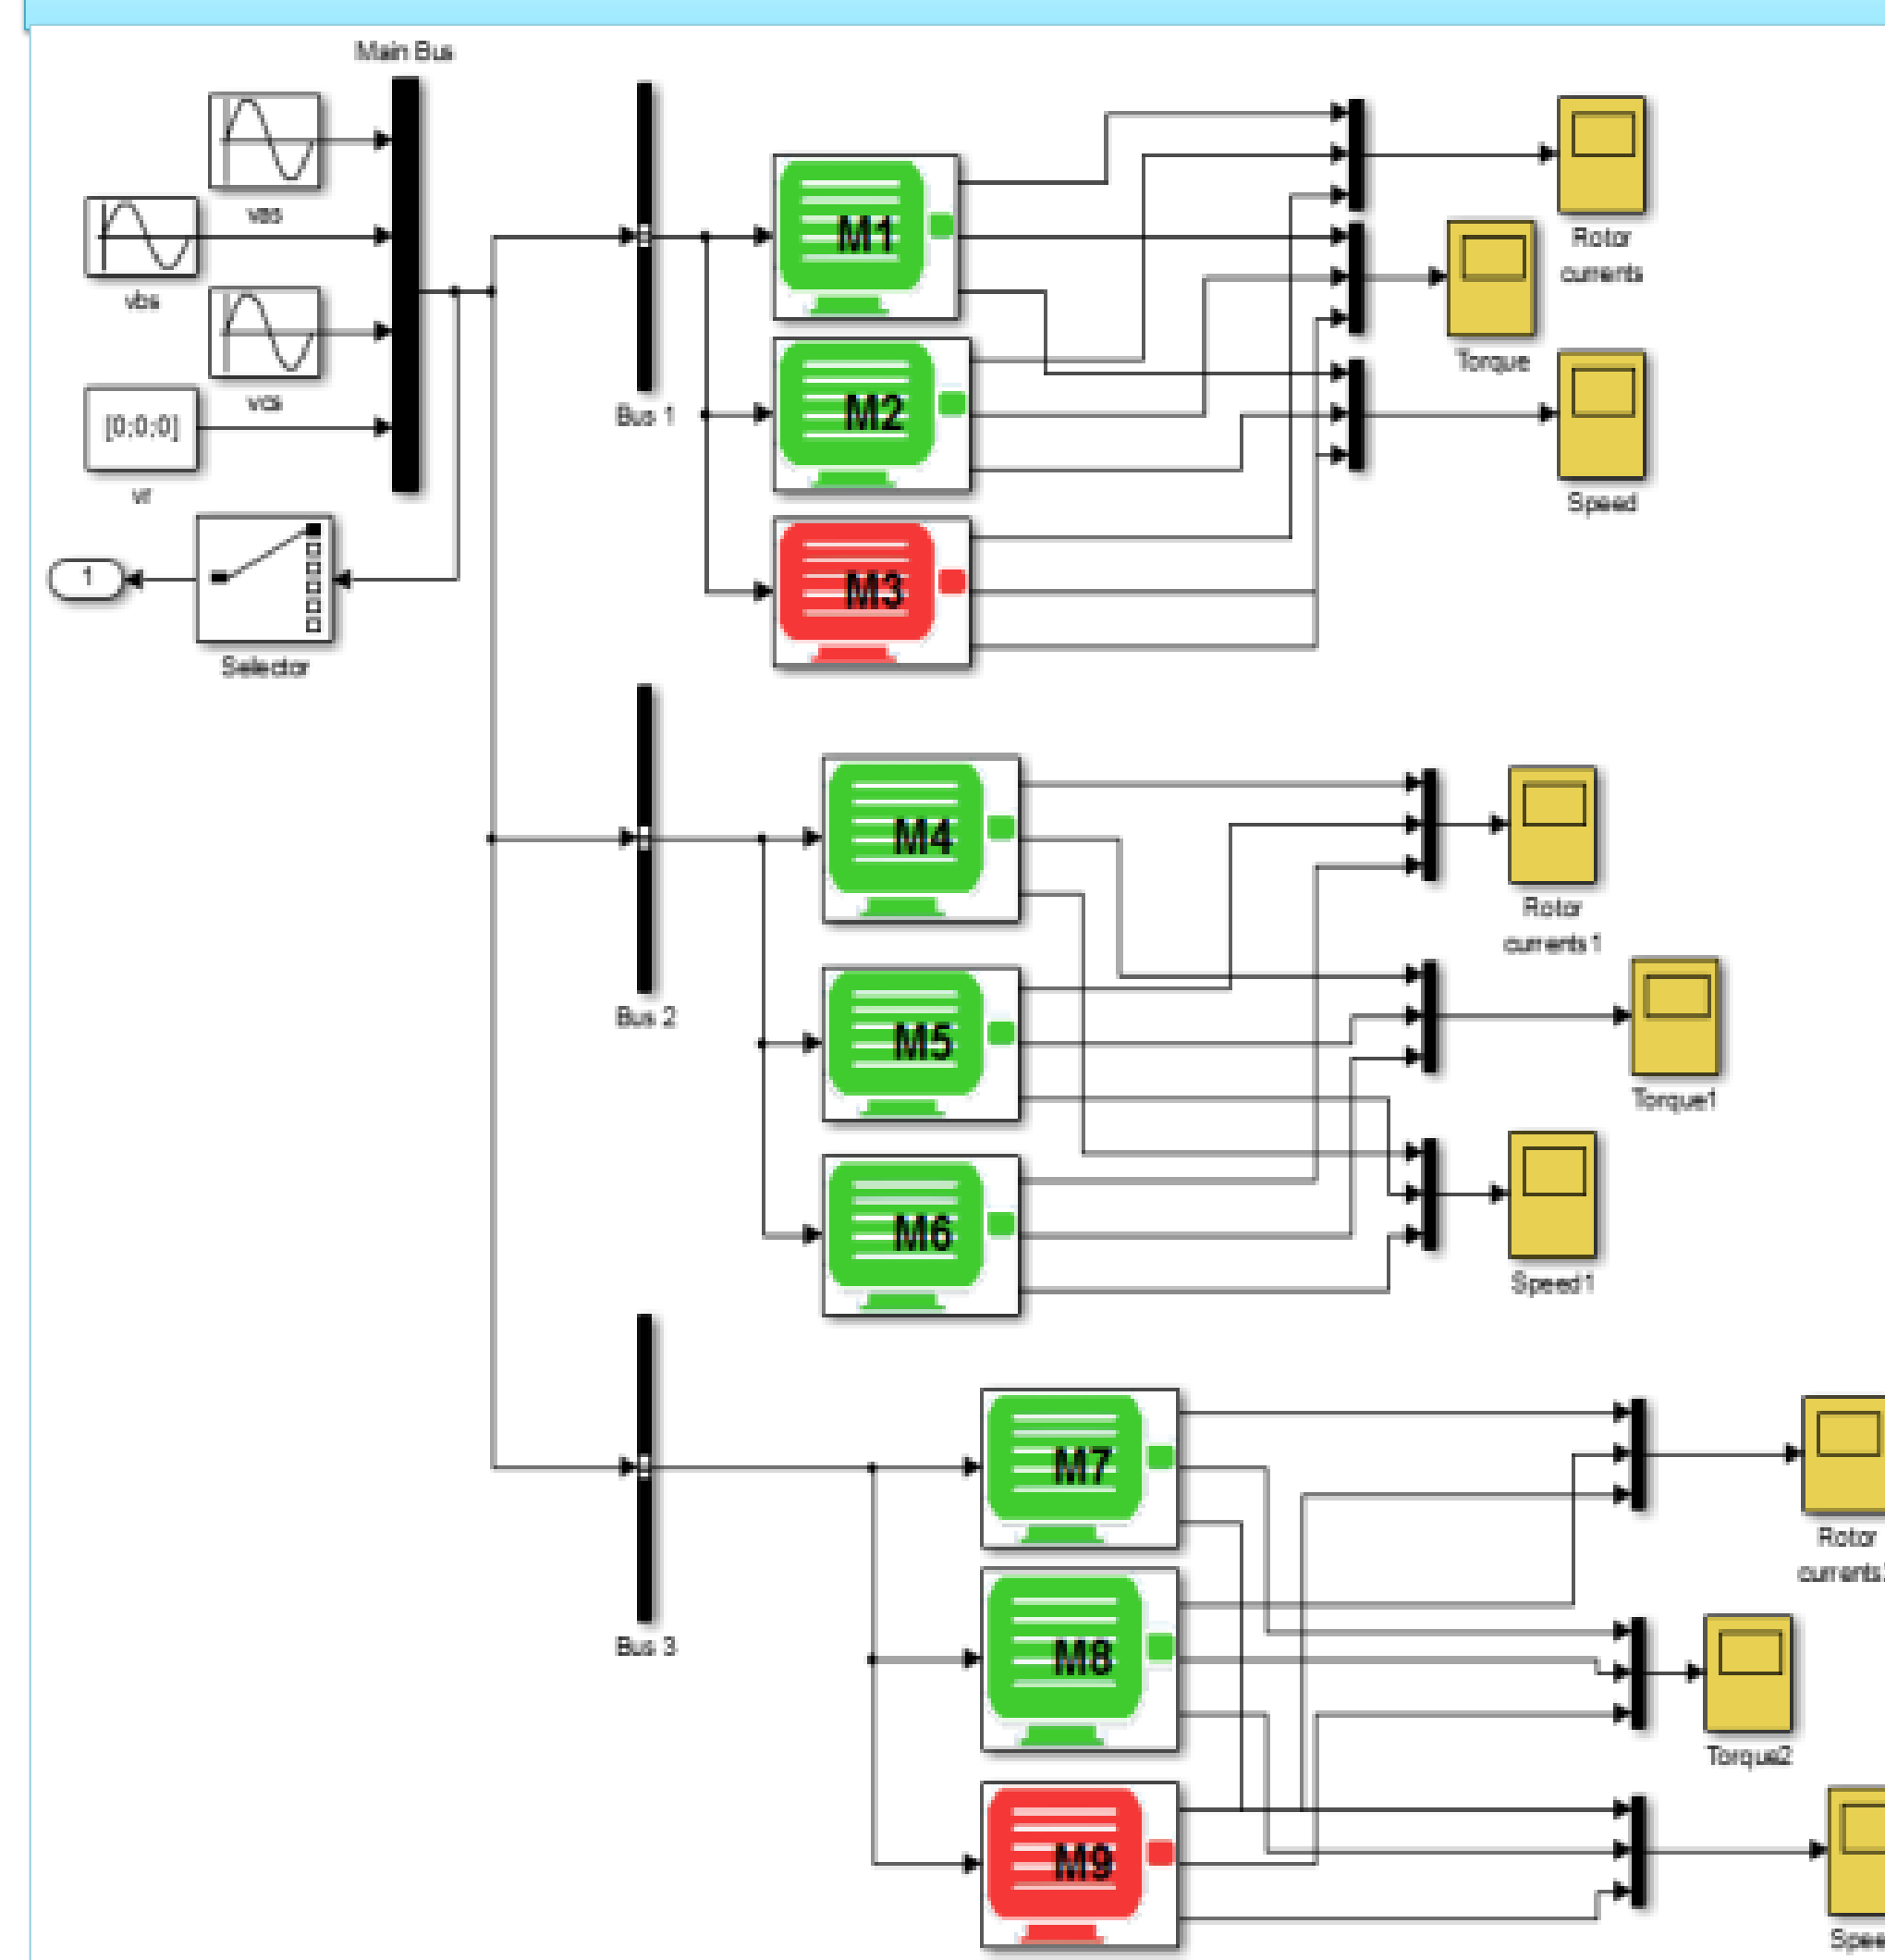 Main Bus
vas
vbs
vcs
[0;0;0]
vr
1
Selector
Bus 1
M1
M2
M3
Rotor
currents
Torque
Speed
Bus 2
M4
M5
M6
Rotor
currents1
Torque1
Speed1
Bus 3
M7
M8
M9
Rotor
Torque2